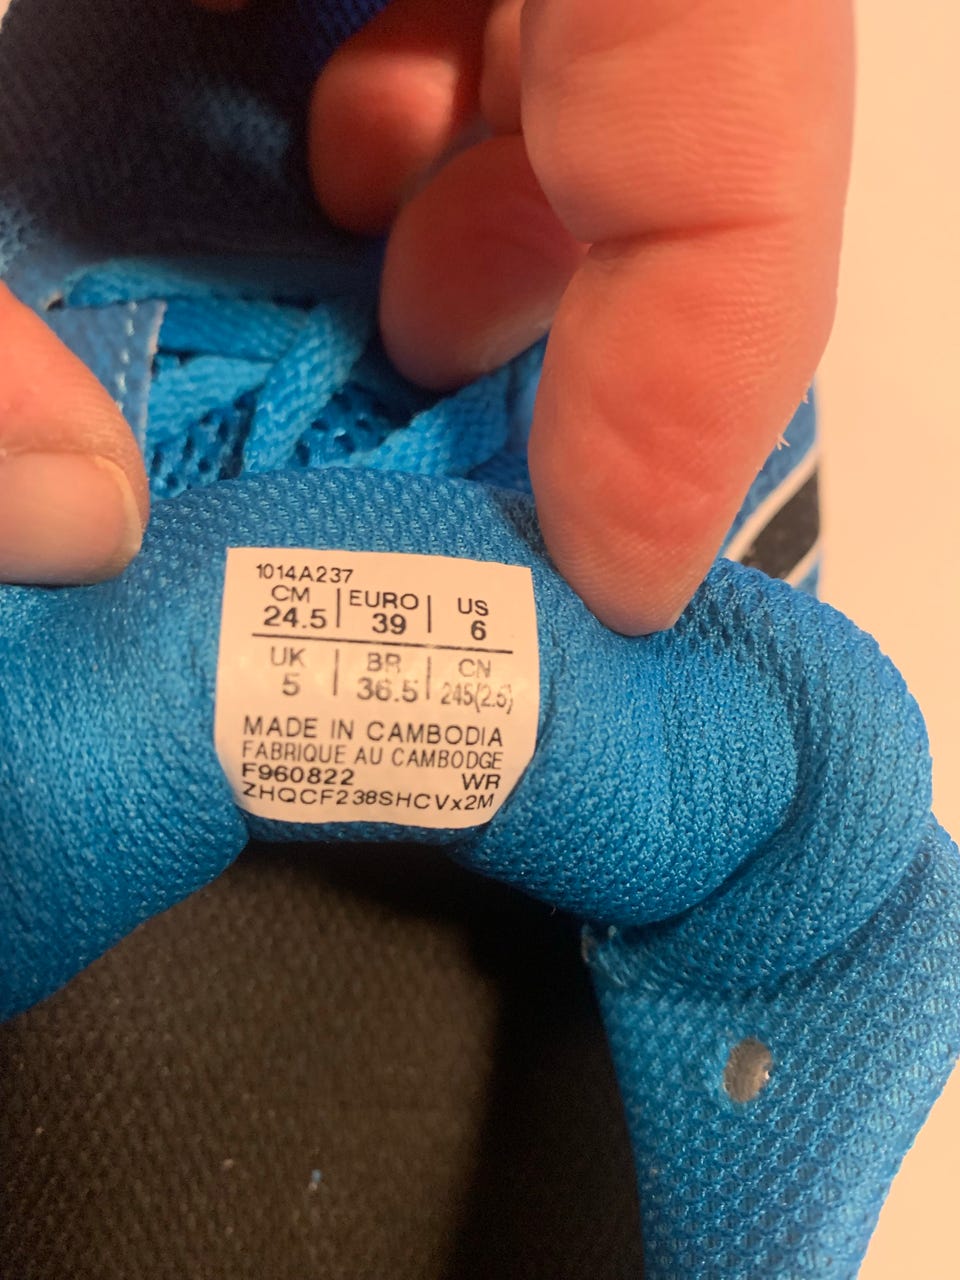 1014A237
CM EURO US
24.5 39 6
UK BR CN
5 36.5 245(2.5)
MADE IN CAMBODIA
FABRIQUE AU CAMBODGE
F960822 WR
ZHQCF238SHCVx2M